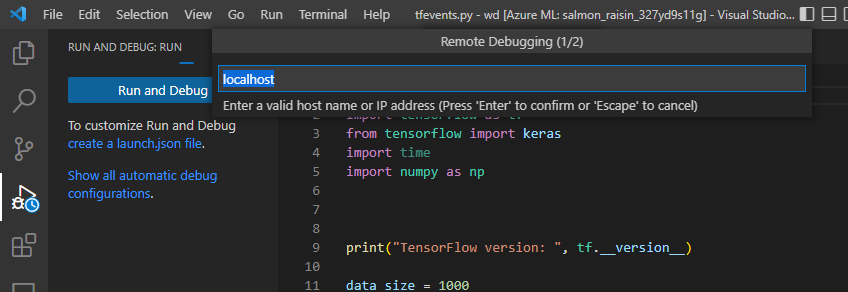 File Edit Selection View Go Run Terminal Help tfevents.py - wd [Azure ML: salmon_raisin_327yd9s11g] - Visual Studio...
RUN AND DEBUG: RUN
Remote Debugging (1/2)
localhost
Enter a valid host name or IP address (Press 'Enter' to confirm or 'Escape' to cancel)
Run and Debug
To customize Run and Debug
create a launch.json file.
Show all automatic debug
configurations.
2 import tensorflow as tf
3 from tensorflow import keras
4 import time
5 import numpy as np
6
7
8
9 print("TensorFlow version: ", tf.__version__)
10
11 data_size = 1000